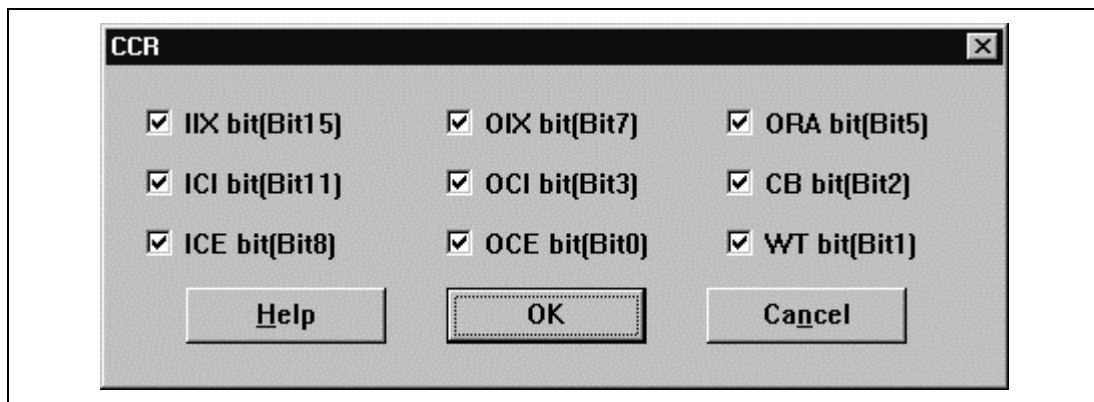 CCR
IIX bit(Bit15) OIX bit(Bit7) ORA bit(Bit5)
ICI bit(Bit11) OCI bit(Bit3) CB bit(Bit2)
ICE bit(Bit8) OCE bit(Bit0) WT bit(Bit1)
Help OK Cancel